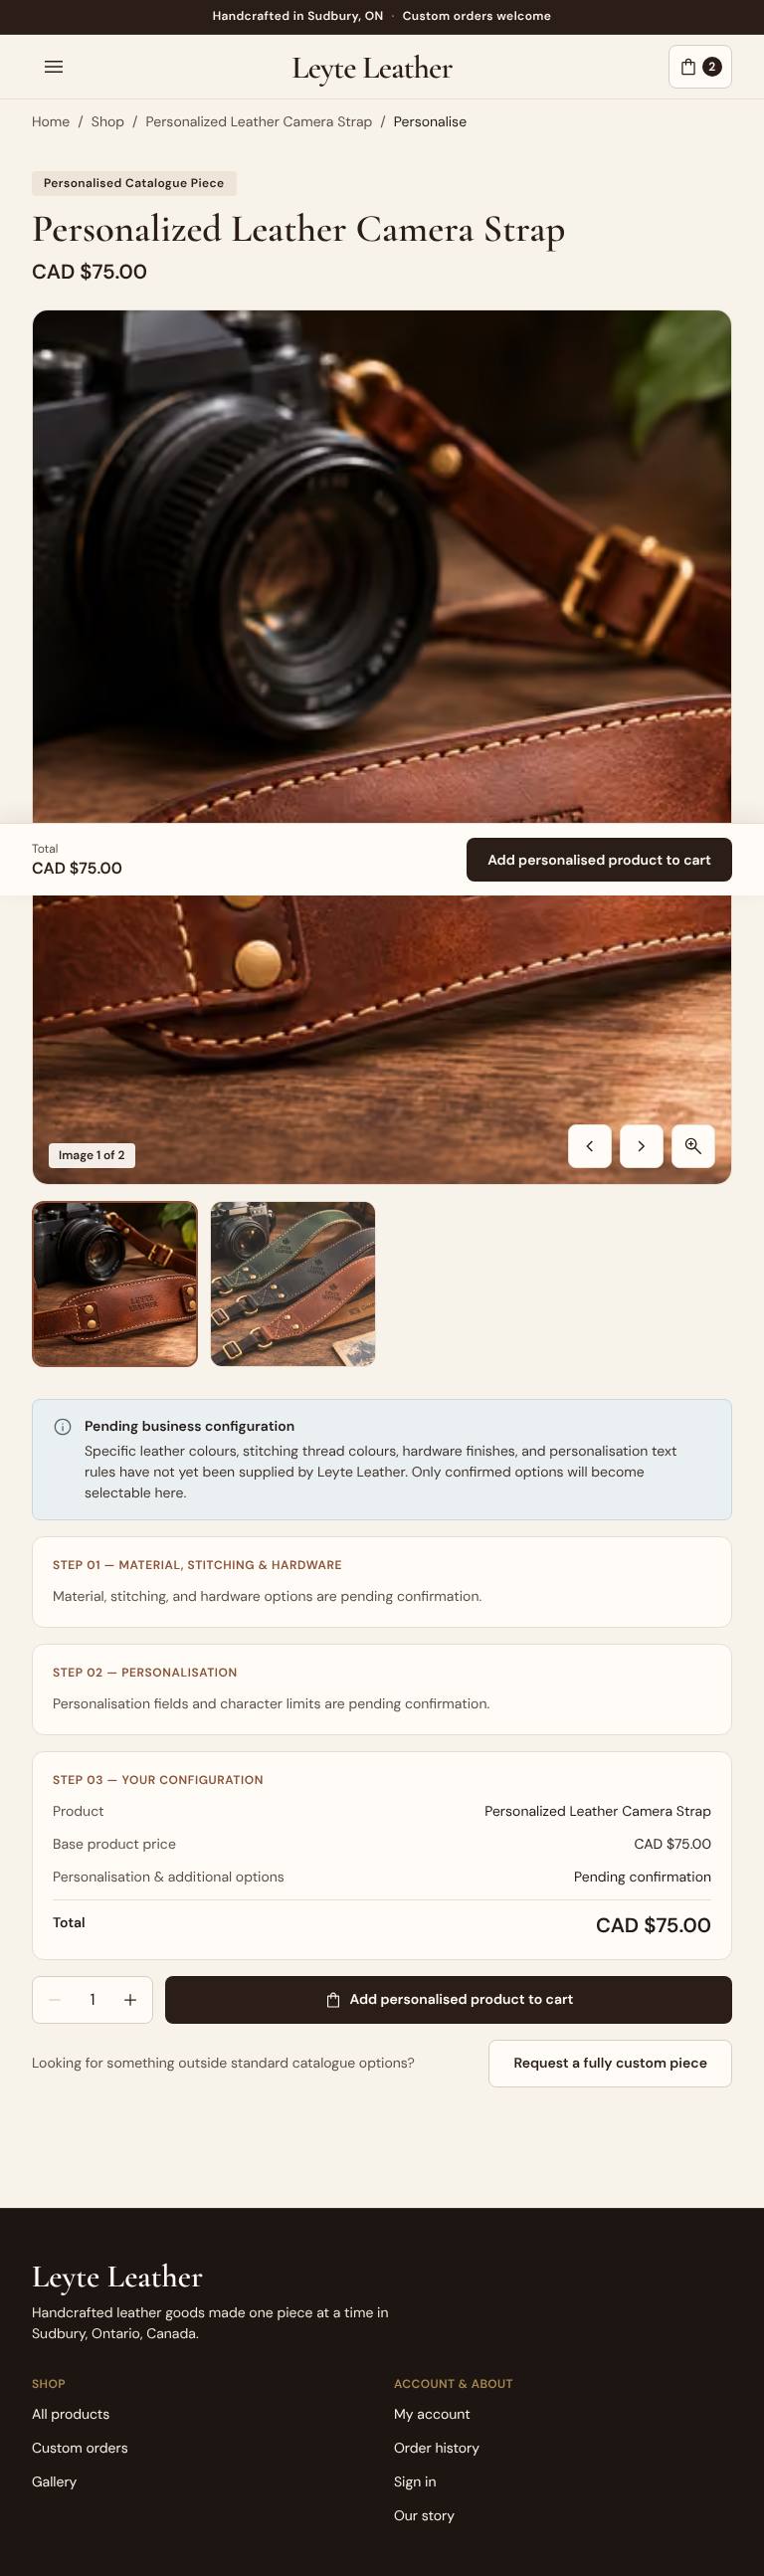 Handcrafted in Sudbury, ON · Custom orders welcome
Leyte Leather
2
Home / Shop / Personalized Leather Camera Strap / Personalise
Personalised Catalogue Piece
Personalized Leather Camera Strap
CAD $75.00
Total
CAD $75.00
Add personalised product to cart
Image 1 of 2
LEYTE
LEATHER
Pending business configuration
Specific leather colours, stitching thread colours, hardware finishes, and personalisation text
rules have not yet been supplied by Leyte Leather. Only confirmed options will become
selectable here.
STEP 01 — MATERIAL, STITCHING & HARDWARE
Material, stitching, and hardware options are pending confirmation.
STEP 02 — PERSONALISATION
Personalisation fields and character limits are pending confirmation.
STEP 03 — YOUR CONFIGURATION
Product Personalized Leather Camera Strap
Base product price CAD $75.00
Personalisation & additional options Pending confirmation
Total CAD $75.00
1 Add personalised product to cart
Looking for something outside standard catalogue options? Request a fully custom piece
Leyte Leather
Handcrafted leather goods made one piece at a time in
Sudbury, Ontario, Canada.
SHOP
All products
Custom orders
Gallery
ACCOUNT & ABOUT
My account
Order history
Sign in
Our story